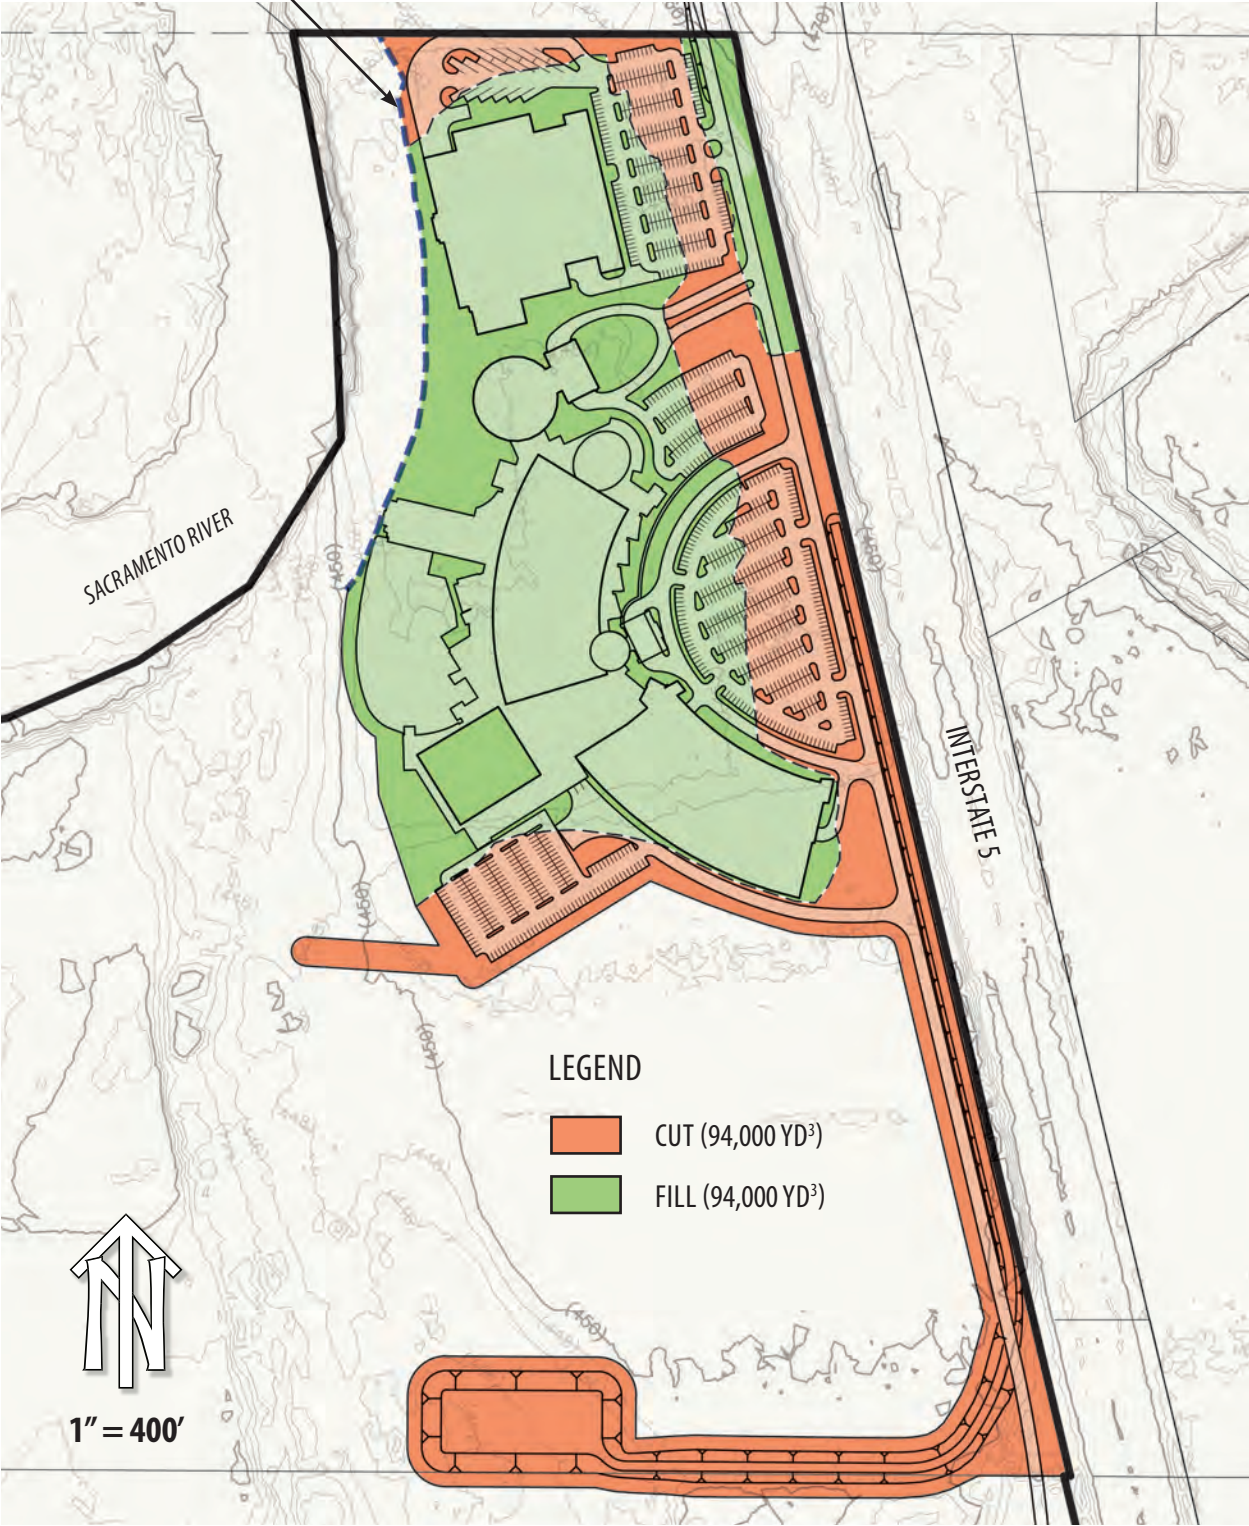 SACRAMENTO RIVER
(450)
(450)
INTERSTATE 5
(450)
(450)
LEGEND
CUT (94,000 YD³)
FILL (94,000 YD³)
(450)
N
1" = 400'